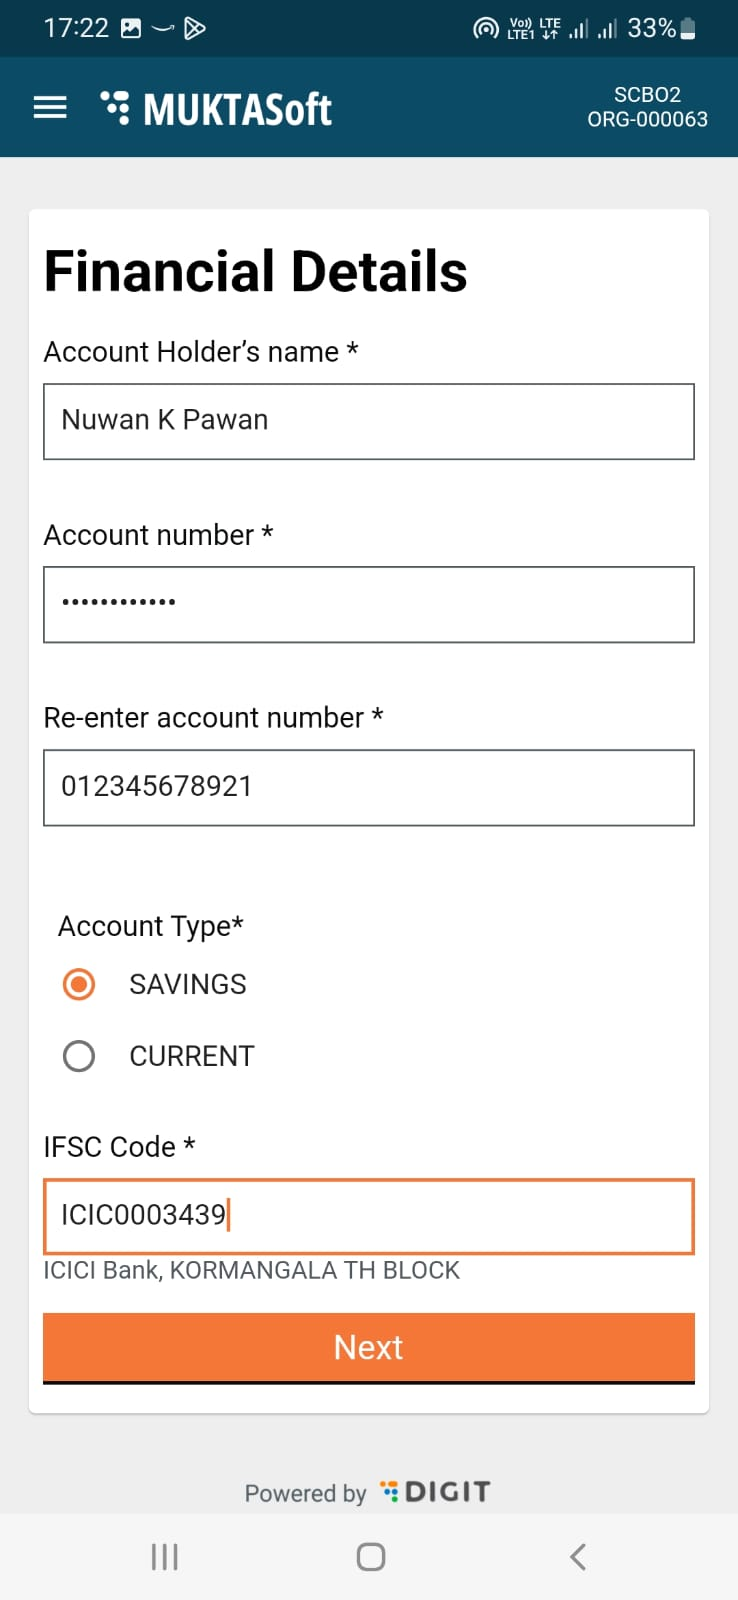 17:22
Vo)) LTE
LTE1
33%
MUKTASoft
SCBO2
ORG-000063
Financial Details
Account Holder’s name *
Nuwan K Pawan
Account number *
••••••••••••
Re-enter account number *
012345678921
Account Type*
SAVINGS
CURRENT
IFSC Code *
ICIC0003439
ICICI Bank, KORMANGALA TH BLOCK
Next
Powered by DIGIT